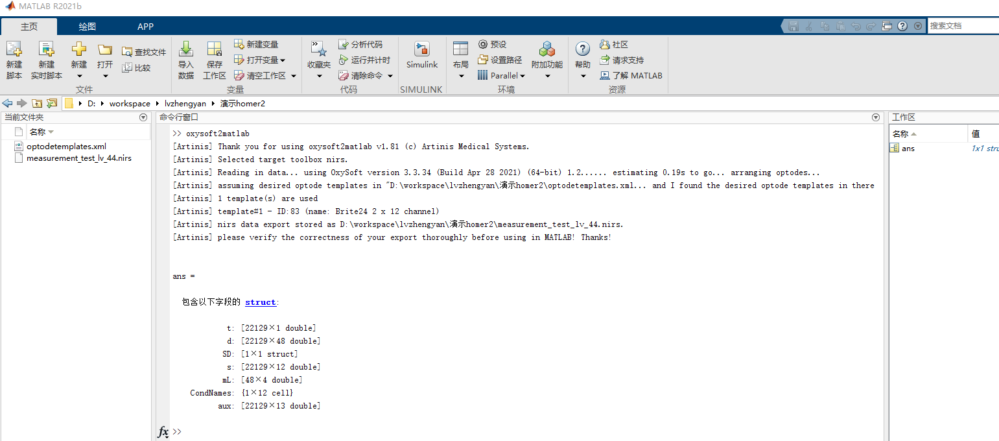 MATLAB R2021b
主页 绘图 APP 搜索文档
新建脚本 新建实时脚本 新建 打开 查找文件 比较 文件
导入数据 保存工作区 新建变量 打开变量 清空工作区 变量
收藏夹 分析代码 运行并计时 清除命令 代码
Simulink SIMULINK
布局 预设 设置路径 Parallel 附加功能 环境
帮助 社区 请求支持 了解 MATLAB 资源
D: workspace lvzhengyan 演示homer2
当前文件夹
名称
optodetemplates.xml
measurement_test_lv_44.nirs
命令行窗口
>> oxysoft2matlab
[Artinis] Thank you for using oxysoft2matlab v1.81 (c) Artinis Medical Systems.
[Artinis] Selected target toolbox nirs.
[Artinis] Reading in data... using OxySoft version 3.3.34 (Build Apr 28 2021) (64-bit) 1.2...... estimating 0.19s to go... arranging optodes...
[Artinis] assuming desired optode templates in "D:\workspace\lvzhengyan\演示homer2\optodetemplates.xml... and I found the desired optode templates in there
[Artinis] 1 template(s) are used
[Artinis] template#1 - ID:83 (name: Brite24 2 x 12 channel)
[Artinis] nirs data export stored as D:\workspace\lvzhengyan\演示homer2\measurement_test_lv_44.nirs.
[Artinis] please verify the correctness of your export thoroughly before using in MATLAB! Thanks!
ans =
包含以下字段的 struct:
t: [22129×1 double]
d: [22129×48 double]
SD: [1×1 struct]
s: [22129×12 double]
mL: [48×4 double]
CondNames: {1×12 cell}
aux: [22129×13 double]
fx >>
工作区
名称 值
ans 1x1 stru